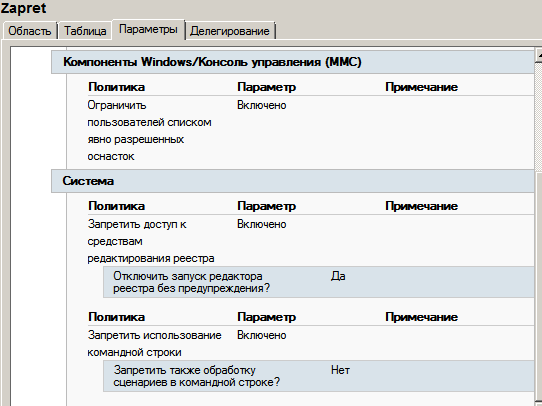 Zapret
Область Таблица Параметры Делегирование
Компоненты Windows/Консоль управления (MMC)
Политика Параметр Примечание
Ограничить Включено
пользователей списком
явно разрешенных
оснасток
Система
Политика Параметр Примечание
Запретить доступ к Включено
средствам
редактирования реестра
Отключить запуск редактора Да
реестра без предупреждения?
Политика Параметр Примечание
Запретить использование Включено
командной строки
Запретить также обработку Нет
сценариев в командной строке?